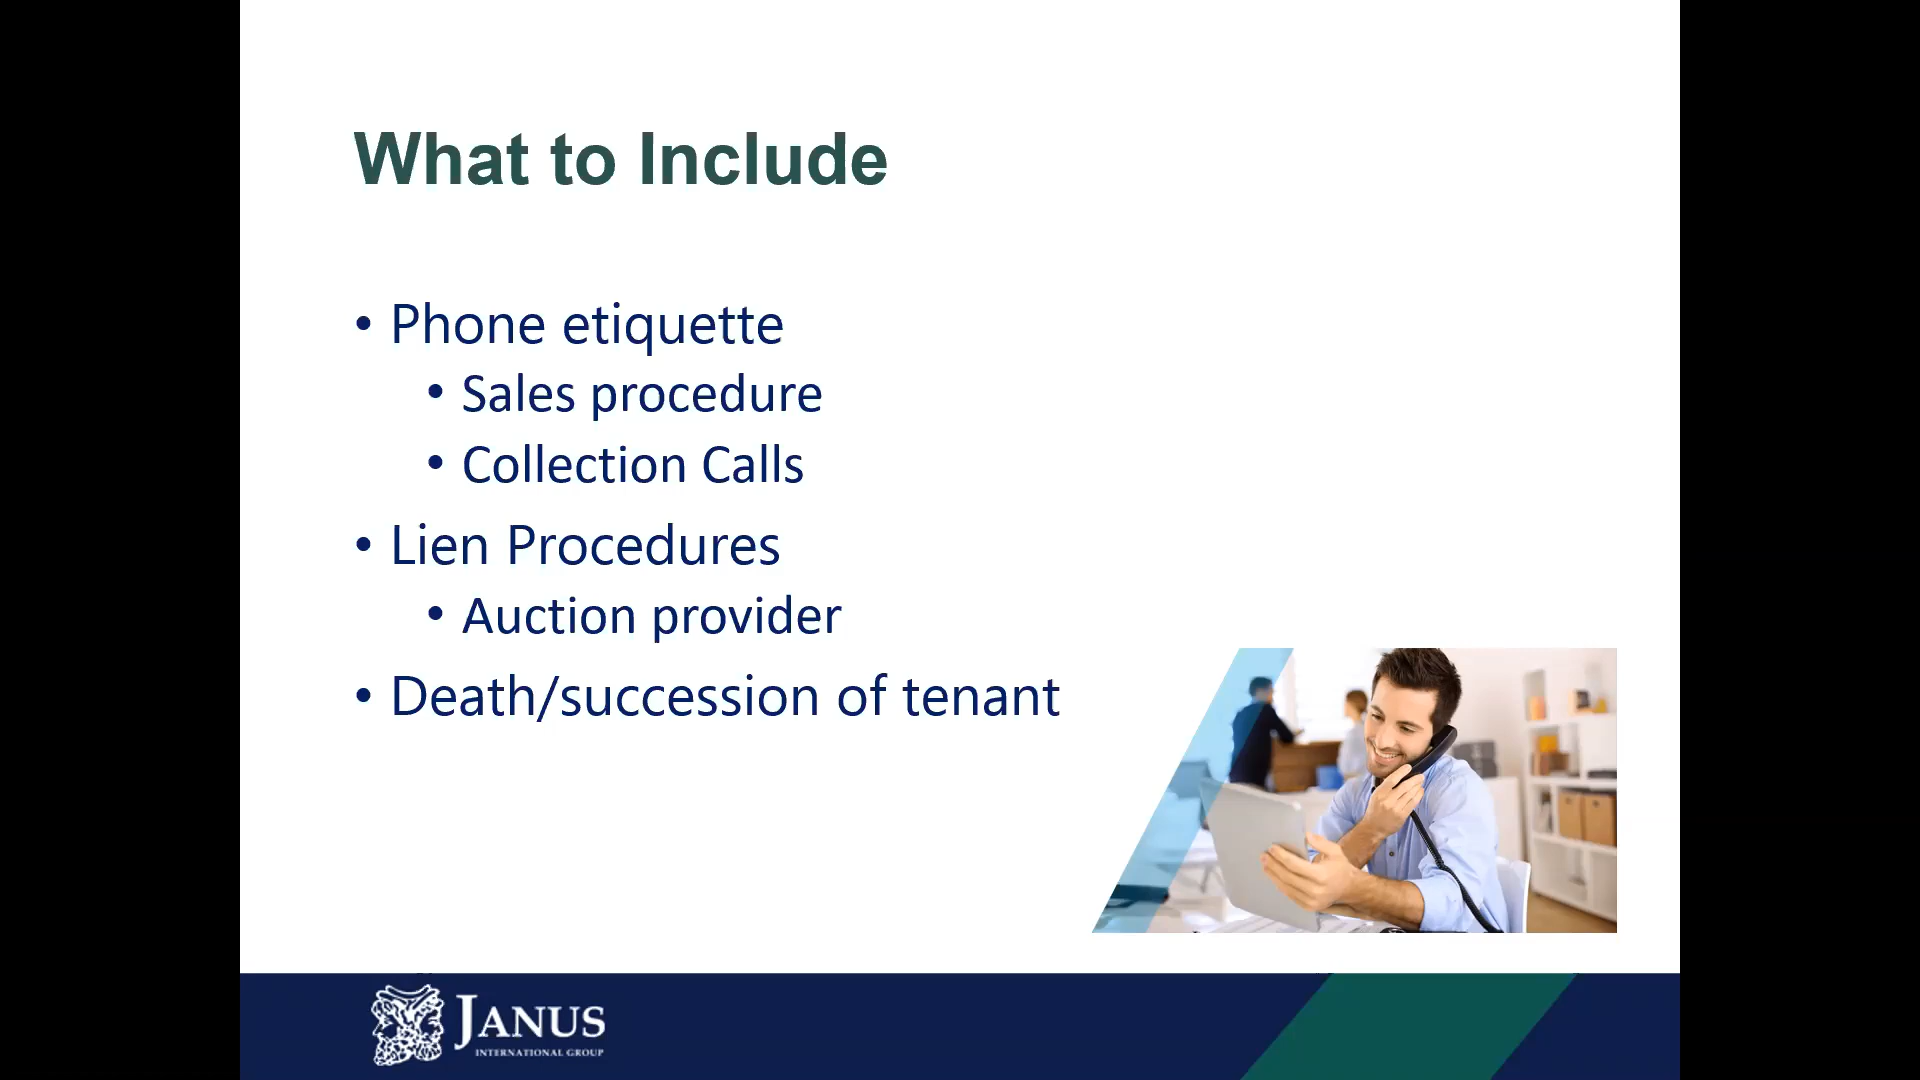 What to Include
• Phone etiquette
• Sales procedure
• Collection Calls
• Lien Procedures
• Auction provider
• Death/succession of tenant
JANUS
INTERNATIONAL GROUP